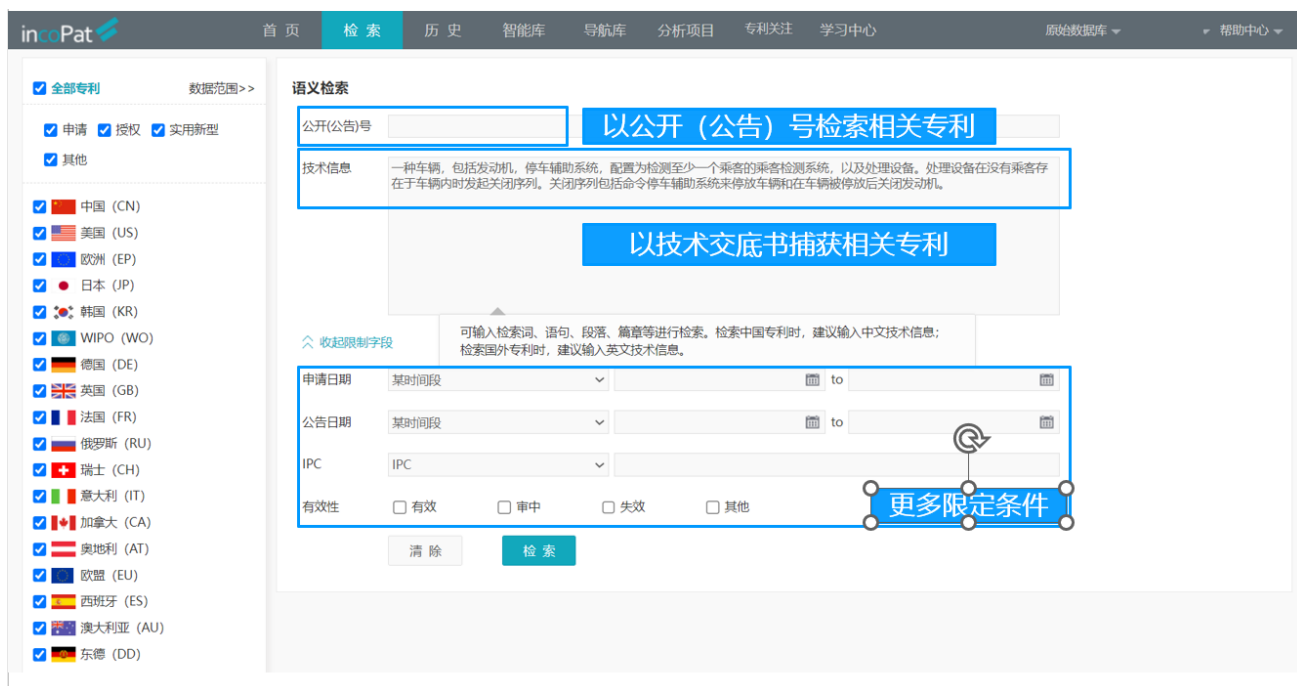 incoPat
首 页
检 索
历 史
智能库
导航库
分析项目
专利关注
学习中心
原始数据库
帮助中心
全部专利
数据范围>>
申请 授权 实用新型
其他
中国 (CN)
美国 (US)
欧洲 (EP)
日本 (JP)
韩国 (KR)
WIPO (WO)
德国 (DE)
英国 (GB)
法国 (FR)
俄罗斯 (RU)
瑞士 (CH)
意大利 (IT)
加拿大 (CA)
奥地利 (AT)
欧盟 (EU)
西班牙 (ES)
澳大利亚 (AU)
东德 (DD)
语义检索
公开(公告)号
以公开（公告）号检索相关专利
技术信息
一种车辆，包括发动机，停车辅助系统，配置为检测至少一个乘客的乘客检测系统，以及处理设备。处理设备在没有乘客存
在于车辆内时发起关闭序列。关闭序列包括命令停车辅助系统来停放车辆和在车辆被停放后关闭发动机。
以技术交底书捕获相关专利
可输入检索词、语句、段落、篇章等进行检索。检索中国专利时，建议输入中文技术信息；
检索国外专利时，建议输入英文技术信息。
收起限制字段
申请日期 某时间段 to
公告日期 某时间段 to
IPC IPC
有效性 有效 审中 失效 其他
更多限定条件
清 除
检 索